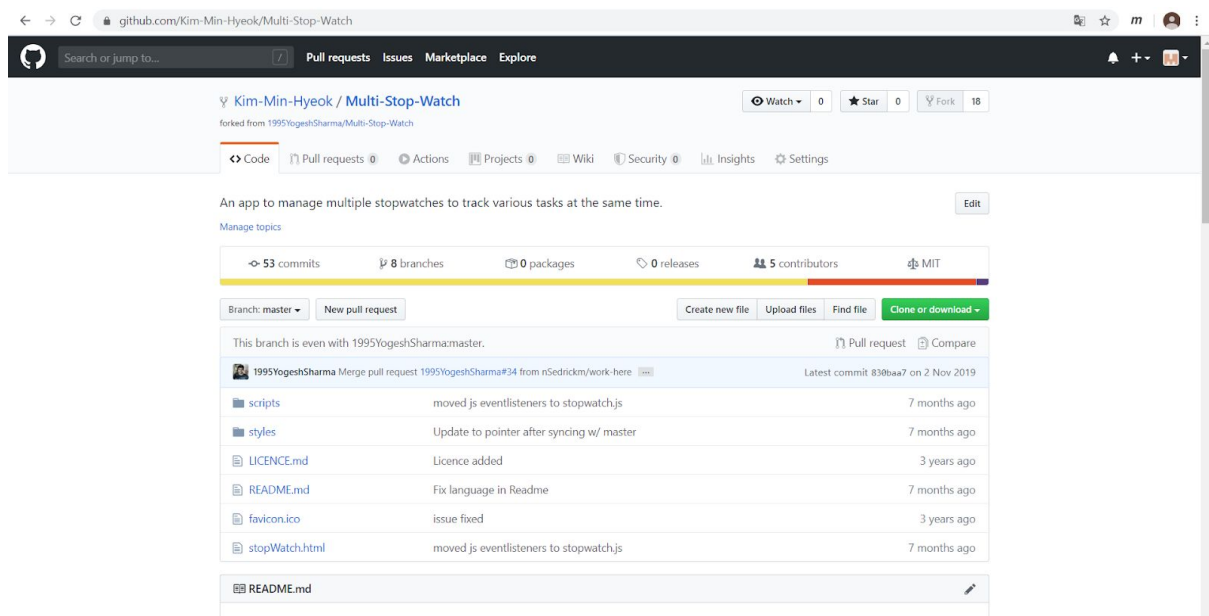 github.com/Kim-Min-Hyeok/Multi-Stop-Watch
m
Search or jump to... / Pull requests Issues Marketplace Explore
Kim-Min-Hyeok / Multi-Stop-Watch Watch 0 Star 0 Fork 18
forked from 1995YogeshSharma/Multi-Stop-Watch
Code Pull requests 0 Actions Projects 0 Wiki Security 0 Insights Settings
An app to manage multiple stopwatches to track various tasks at the same time. Edit
Manage topics
53 commits 8 branches 0 packages 0 releases 5 contributors MIT
Branch: master New pull request Create new file Upload files Find file Clone or download
This branch is even with 1995YogeshSharma:master. Pull request Compare
1995YogeshSharma Merge pull request 1995YogeshSharma#34 from nSedrickm/work-here ... Latest commit 830baa7 on 2 Nov 2019
scripts moved js eventlisteners to stopwatch.js 7 months ago
styles Update to pointer after syncing w/ master 7 months ago
LICENCE.md Licence added 3 years ago
README.md Fix language in Readme 7 months ago
favicon.ico issue fixed 3 years ago
stopWatch.html moved js eventlisteners to stopwatch.js 7 months ago
README.md